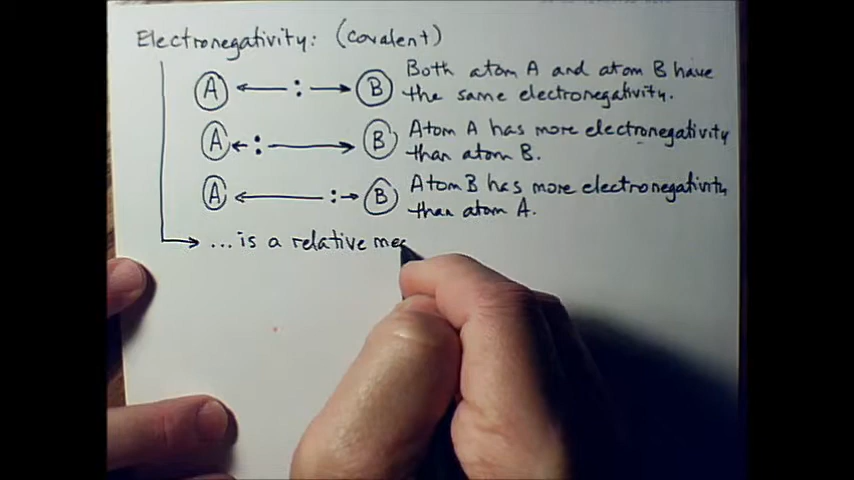 Electronegativity: (covalent)
A : B Both atom A and atom B have
the same electronegativity.
A : B Atom A has more electronegativity
than atom B.
A : B Atom B has more electronegativity
than atom A.
... is a relative mea